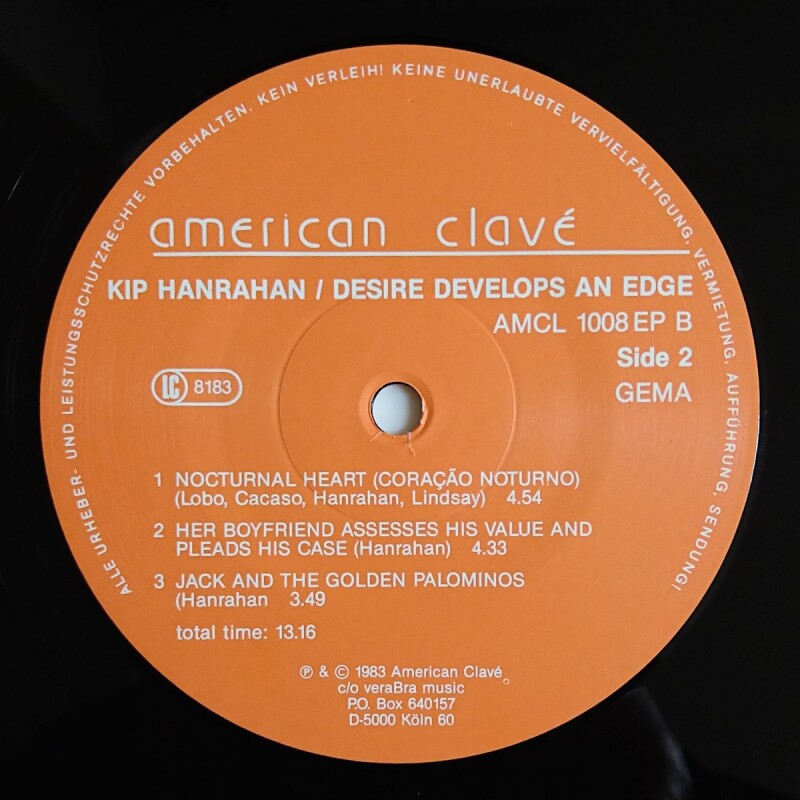 ALLE URHEBER- UND LEISTUNGSSCHUTZRECHTE VORBEHALTEN. KEIN VERLEIH! KEINE UNERLAUBTE VERVIELFÄLTIGUNG, VERMIETUNG, AUFFÜHRUNG, SENDUNG!
american clavé
KIP HANRAHAN / DESIRE DEVELOPS AN EDGE
AMCL 1008 EP B
Side 2
LC 8183
GEMA
1 NOCTURNAL HEART (CORAÇÃO NOTURNO)
(Lobo, Cacaso, Hanrahan, Lindsay) 4.54
2 HER BOYFRIEND ASSESSES HIS VALUE AND
PLEADS HIS CASE (Hanrahan) 4.33
3 JACK AND THE GOLDEN PALOMINOS
(Hanrahan 3.49
total time: 13.16
℗ & © 1983 American Clavé
c/o veraBra music
P.O. Box 640157
D-5000 Köln 60